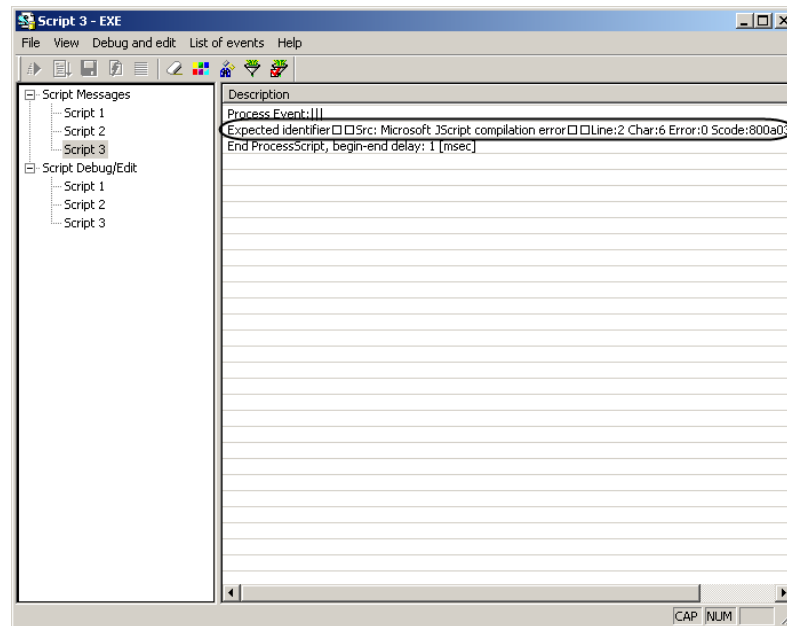 Script 3 - EXE
File View Debug and edit List of events Help
Script Messages
Script 1
Script 2
Script 3
Script Debug/Edit
Script 1
Script 2
Script 3
Description
Process Event:|||
Expected identifier□□Src: Microsoft JScript compilation error□□Line:2 Char:6 Error:0 Scode:800a03
End ProcessScript, begin-end delay: 1 [msec]
CAP NUM